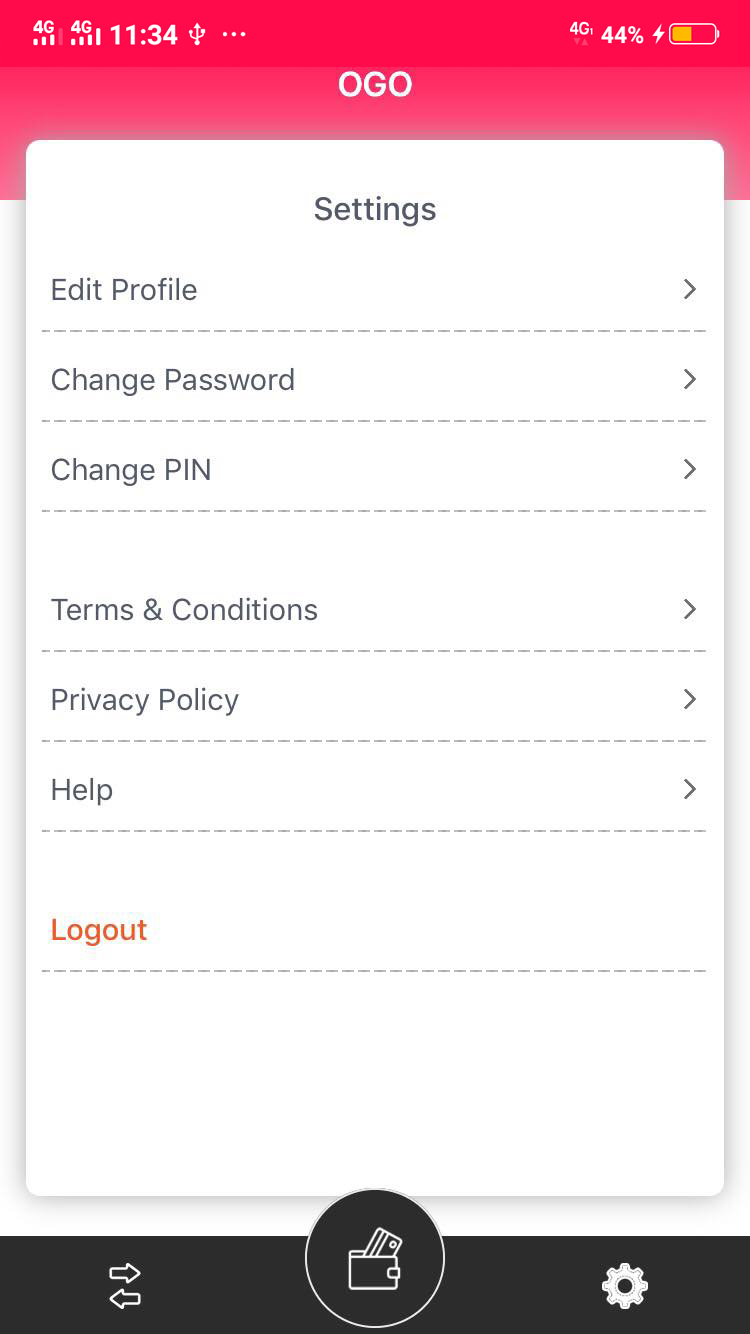 4G 4G 11:34 ... 4G1 44%
OGO
Settings
Edit Profile
Change Password
Change PIN
Terms & Conditions
Privacy Policy
Help
Logout